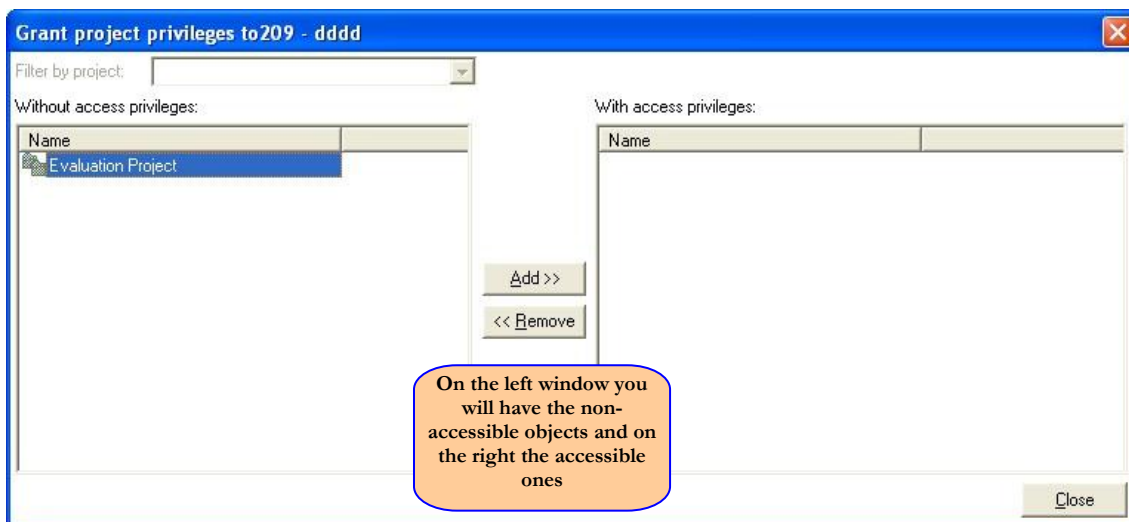 Grant project privileges to209 - dddd
Filter by project:
Without access privileges:
With access privileges:
Name
Name
Evaluation Project
Add >>
<< Remove
On the left window you
will have the non-
accessible objects and on
the right the accessible
ones
Close